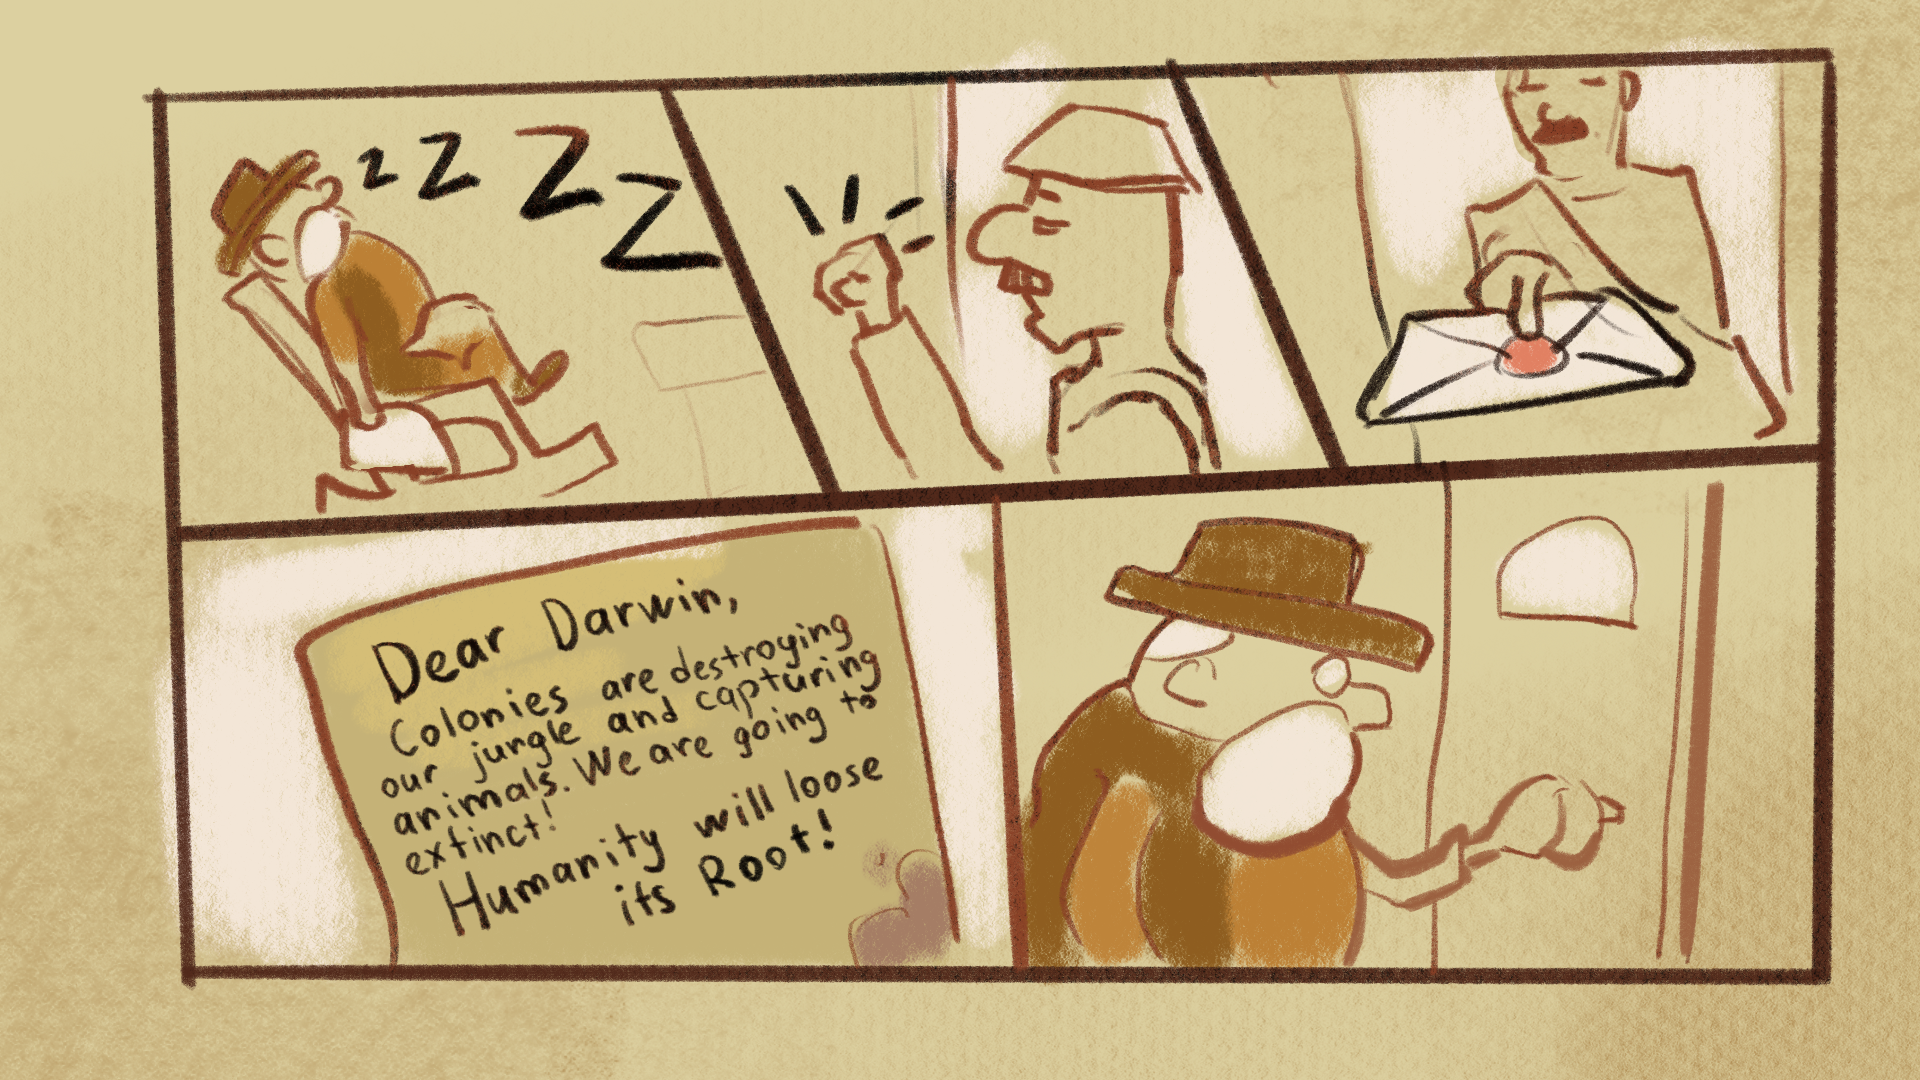 z z z z
Dear Darwin,
Colonies are destroying
our jungle and capturing
animals. We are going to
extinct!
Humanity will loose
its Root!